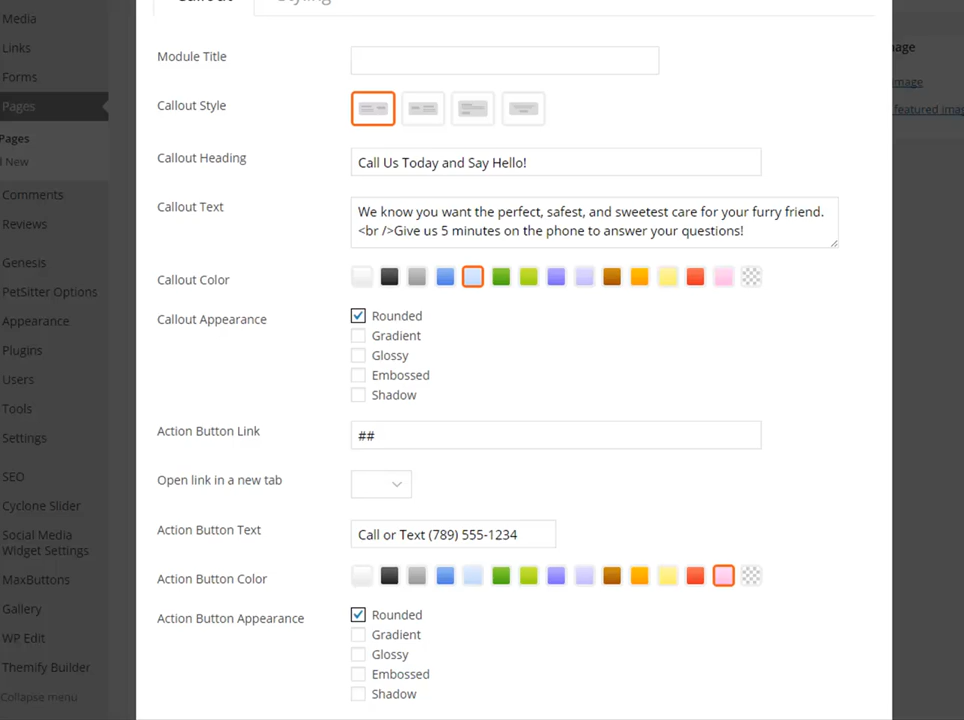 Callout
Styling
Media
Links
Forms
Pages
Pages
New
Comments
Reviews
Genesis
PetSitter Options
Appearance
Plugins
Users
Tools
Settings
SEO
Cyclone Slider
Social Media
Widget Settings
MaxButtons
Gallery
WP Edit
Themify Builder
Collapse menu
Module Title
Callout Style
Callout Heading
Call Us Today and Say Hello!
Callout Text
We know you want the perfect, safest, and sweetest care for your furry friend.
<br />Give us 5 minutes on the phone to answer your questions!
Callout Color
Callout Appearance
Rounded
Gradient
Glossy
Embossed
Shadow
Action Button Link
##
Open link in a new tab
Action Button Text
Call or Text (789) 555-1234
Action Button Color
Action Button Appearance
Rounded
Gradient
Glossy
Embossed
Shadow
age
mage
featured imag